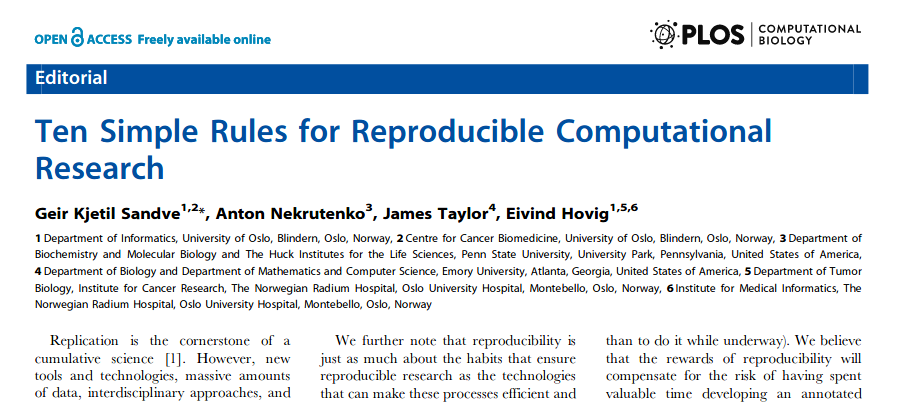 OPEN ACCESS Freely available online
PLOS COMPUTATIONAL
BIOLOGY
Editorial
Ten Simple Rules for Reproducible Computational
Research
Geir Kjetil Sandve1,2*, Anton Nekrutenko3, James Taylor4, Eivind Hovig1,5,6
1 Department of Informatics, University of Oslo, Blindern, Oslo, Norway, 2 Centre for Cancer Biomedicine, University of Oslo, Blindern, Oslo, Norway, 3 Department of
Biochemistry and Molecular Biology and The Huck Institutes for the Life Sciences, Penn State University, University Park, Pennsylvania, United States of America,
4 Department of Biology and Department of Mathematics and Computer Science, Emory University, Atlanta, Georgia, United States of America, 5 Department of Tumor
Biology, Institute for Cancer Research, The Norwegian Radium Hospital, Oslo University Hospital, Montebello, Oslo, Norway, 6 Institute for Medical Informatics, The
Norwegian Radium Hospital, Oslo University Hospital, Montebello, Oslo, Norway
Replication is the cornerstone of a
cumulative science [1]. However, new
tools and technologies, massive amounts
of data, interdisciplinary approaches, and
We further note that reproducibility is
just as much about the habits that ensure
reproducible research as the technologies
that can make these processes efficient and
than to do it while underway). We believe
that the rewards of reproducibility will
compensate for the risk of having spent
valuable time developing an annotated